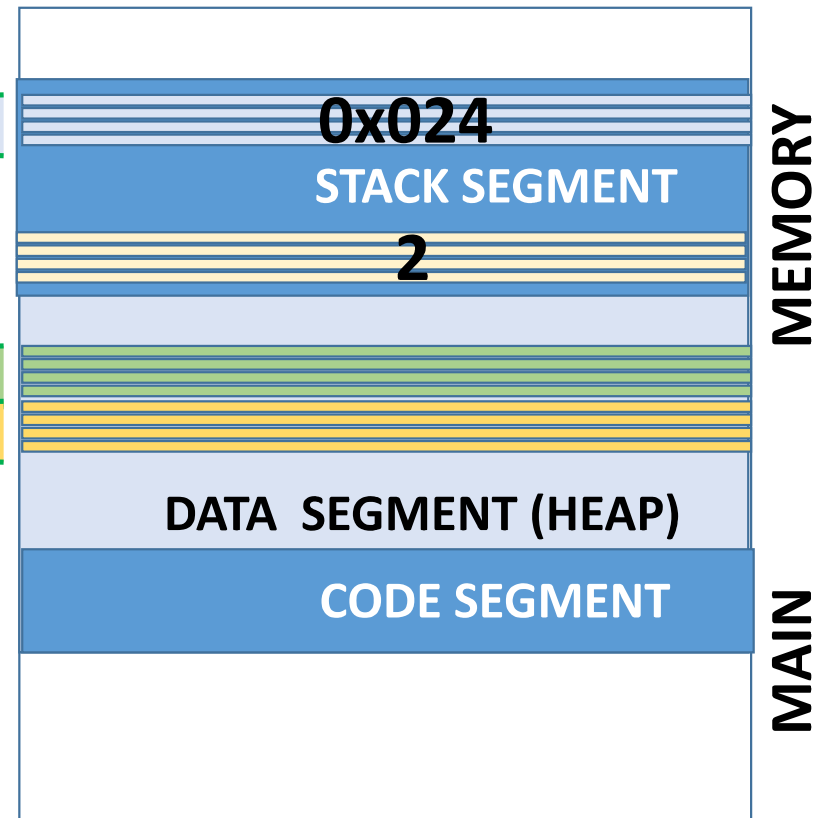 0x024
STACK SEGMENT
2
DATA  SEGMENT (HEAP)
CODE SEGMENT
MAIN MEMORY